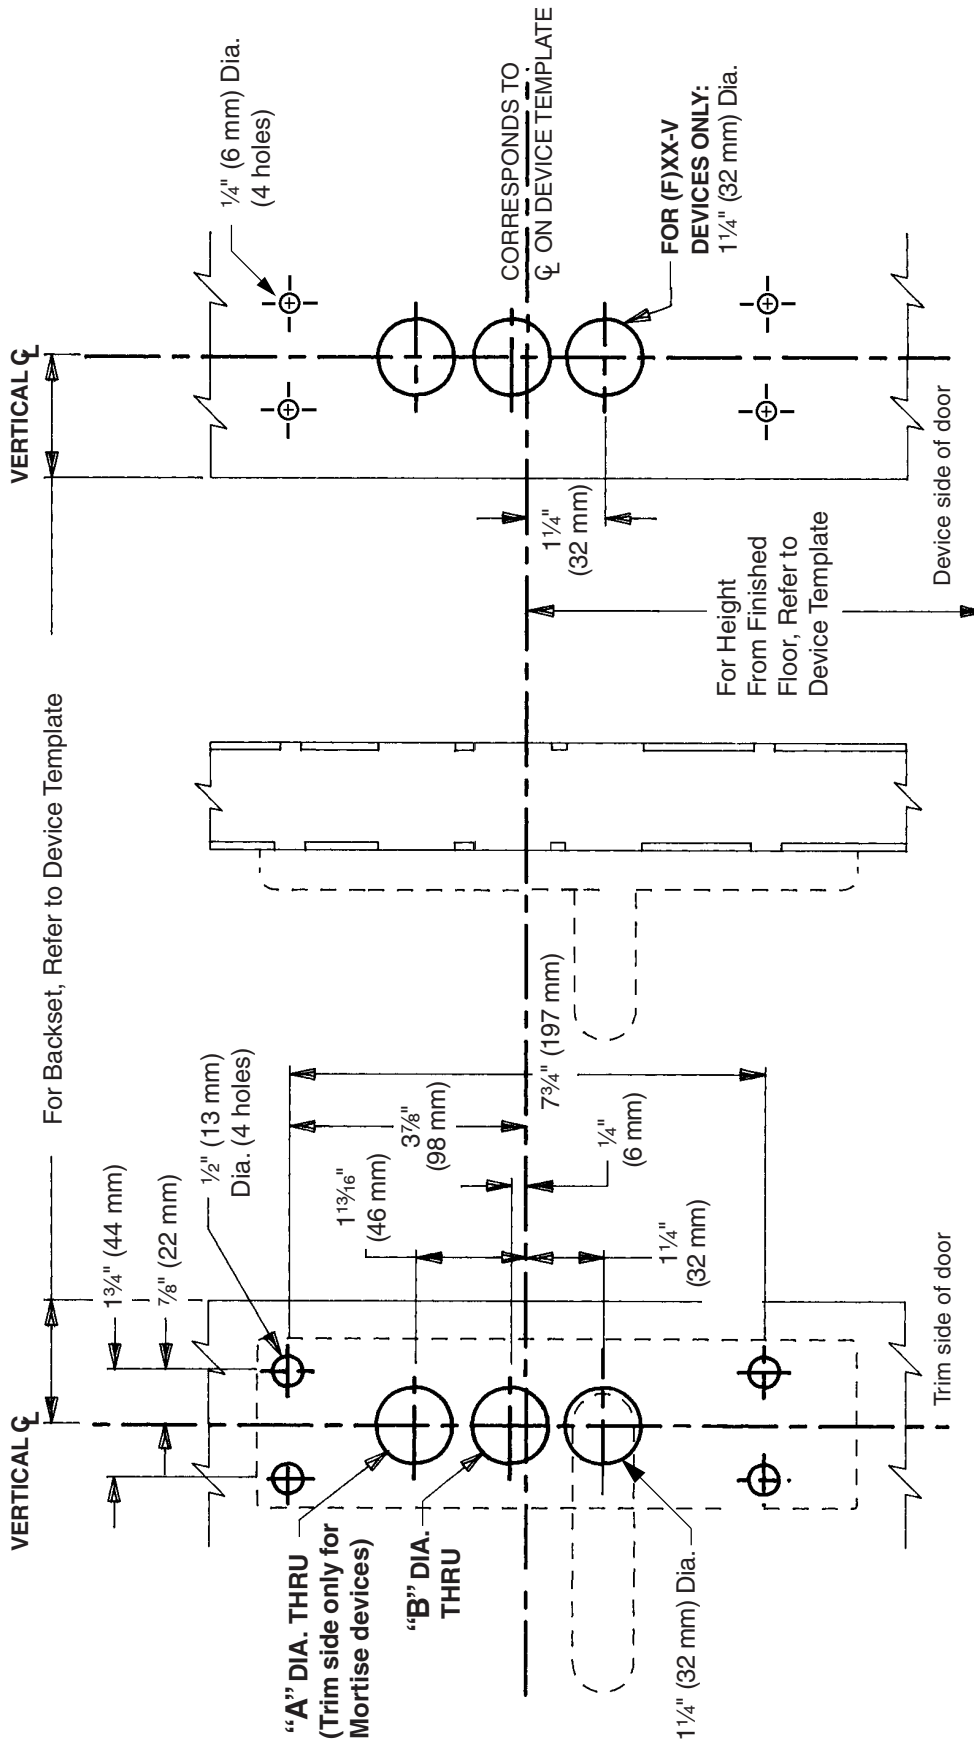 VERTICAL ℄
1¾" (44 mm)
⅞" (22 mm)
½" (13 mm)
Dia. (4 holes)
For Backset, Refer to Device Template
VERTICAL ℄
¼" (6 mm) Dia.
(4 holes)
"A" DIA. THRU
(Trim side only for
Mortise devices)
"B" DIA.
THRU
1¼" (32 mm) Dia.
1 13/16"
(46 mm)
3⅞"
(98 mm)
7¾" (197 mm)
¼"
(6 mm)
1¼"
(32 mm)
Trim side of door
1¼"
(32 mm)
For Height
From Finished
Floor, Refer to
Device Template
CORRESPONDS TO
℄ ON DEVICE TEMPLATE
FOR (F)XX-V
DEVICES ONLY:
1¼" (32 mm) Dia.
Device side of door